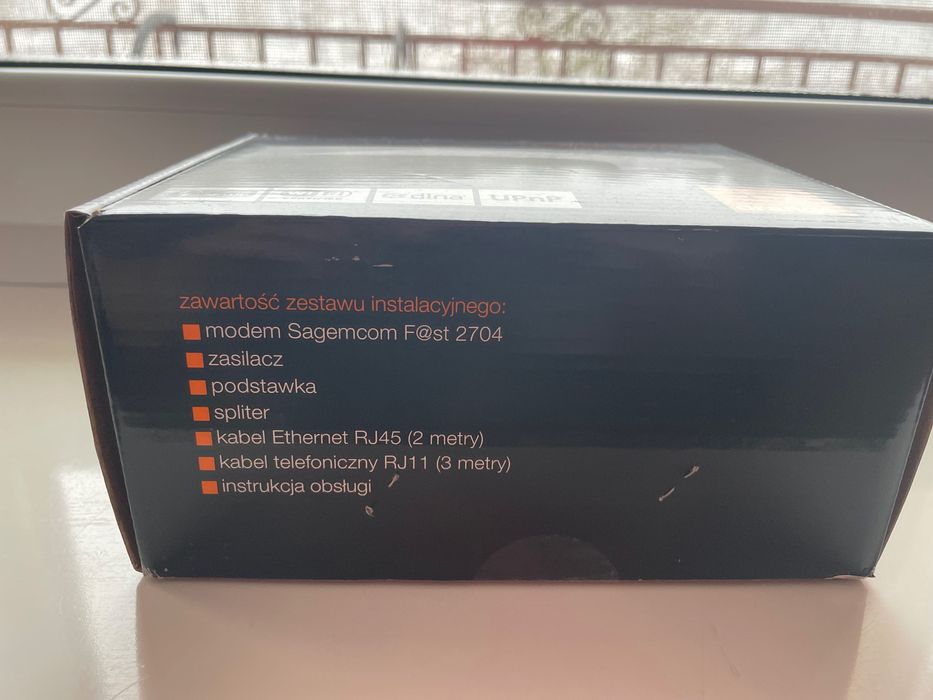 dlna
UPnP
zawartość zestawu instalacyjnego:
modem Sagemcom F@st 2704
zasilacz
podstawka
spliter
kabel Ethernet RJ45 (2 metry)
kabel telefoniczny RJ11 (3 metry)
instrukcja obsługi